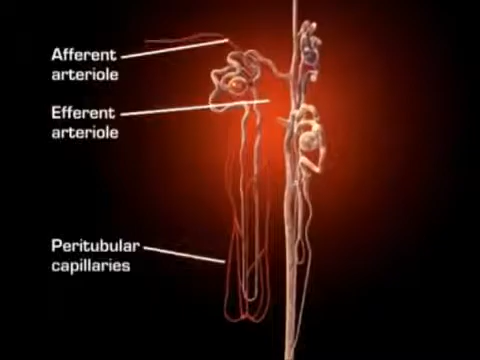 Afferent
arteriole
Efferent
arteriole
Peritubular
capillaries